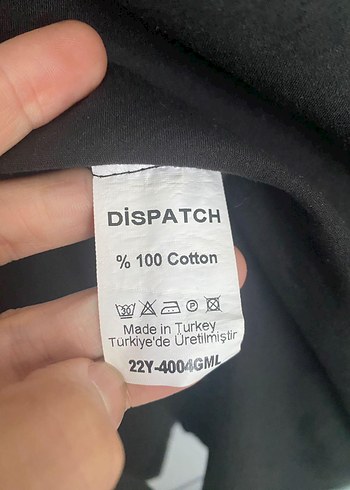 DİSPATCH
% 100 Cotton
Made in Turkey
Türkiye'de Üretilmiştir
22Y-4004GML